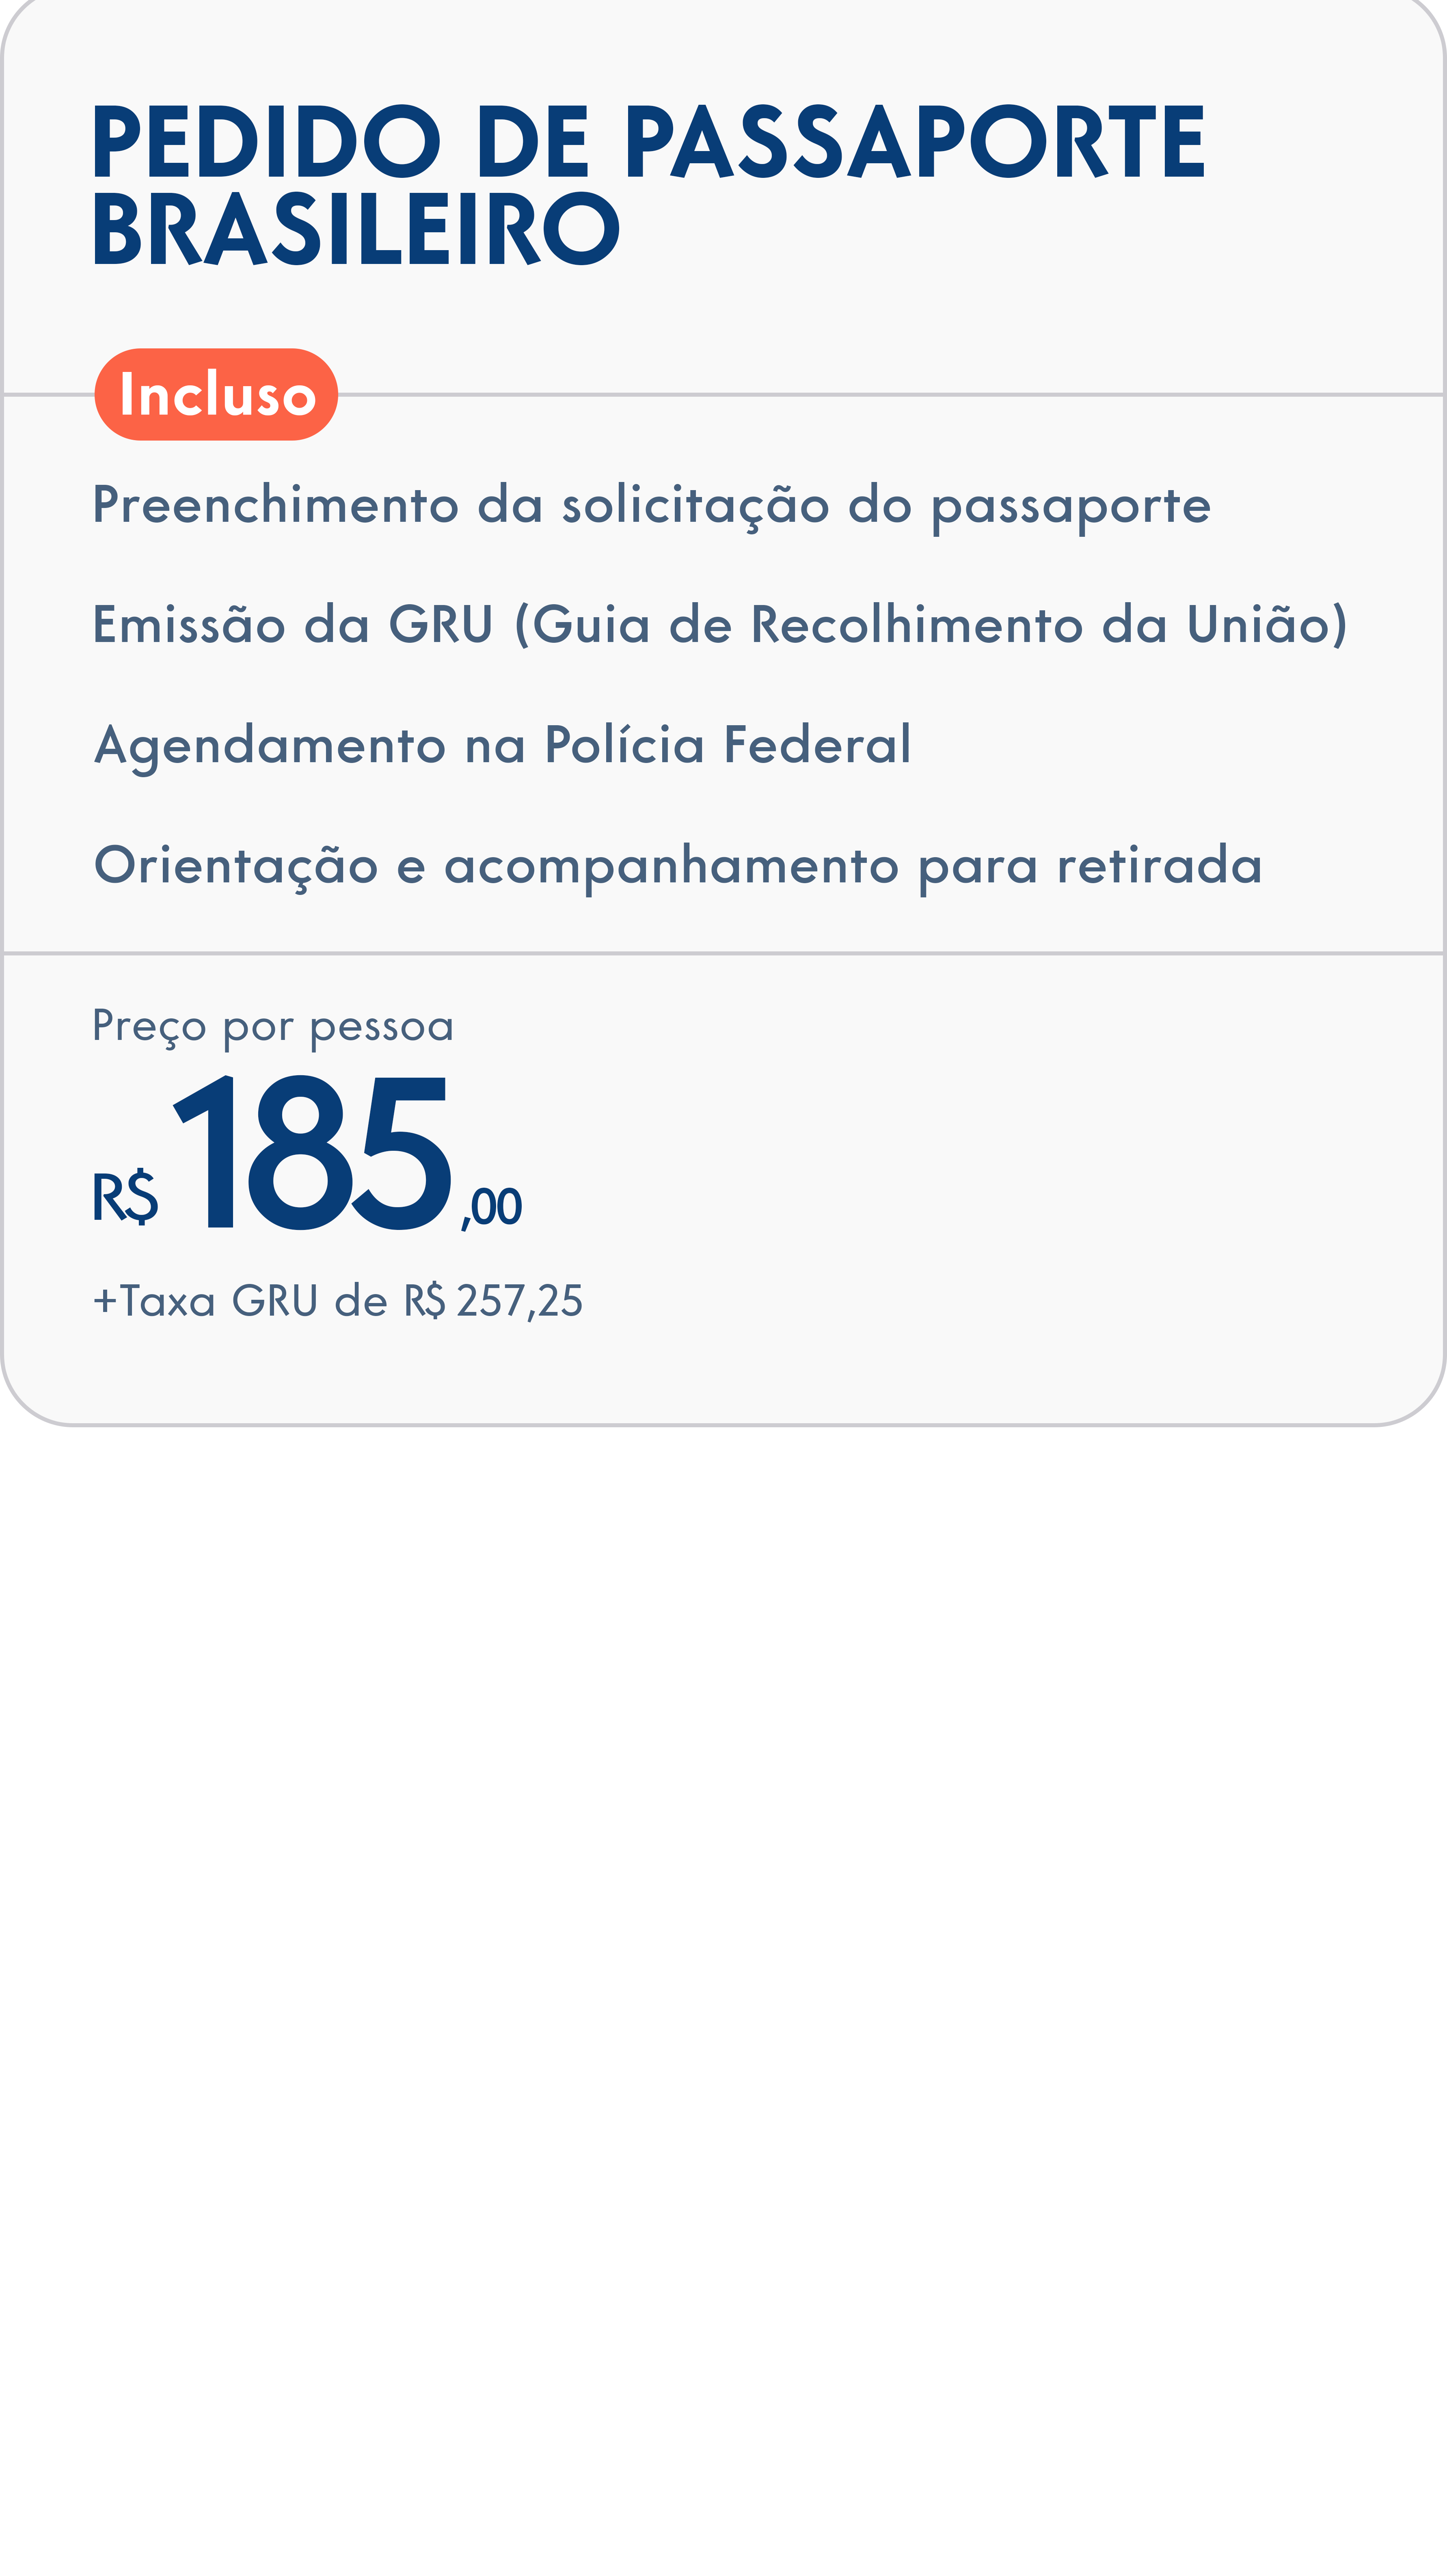 PEDIDO DE PASSAPORTE
BRASILEIRO
Incluso
Preenchimento da solicitação do passaporte
Emissão da GRU (Guia de Recolhimento da União)
Agendamento na Polícia Federal
Orientação e acompanhamento para retirada
Preço por pessoa
R$ 185,00
+Taxa GRU de R$ 257,25